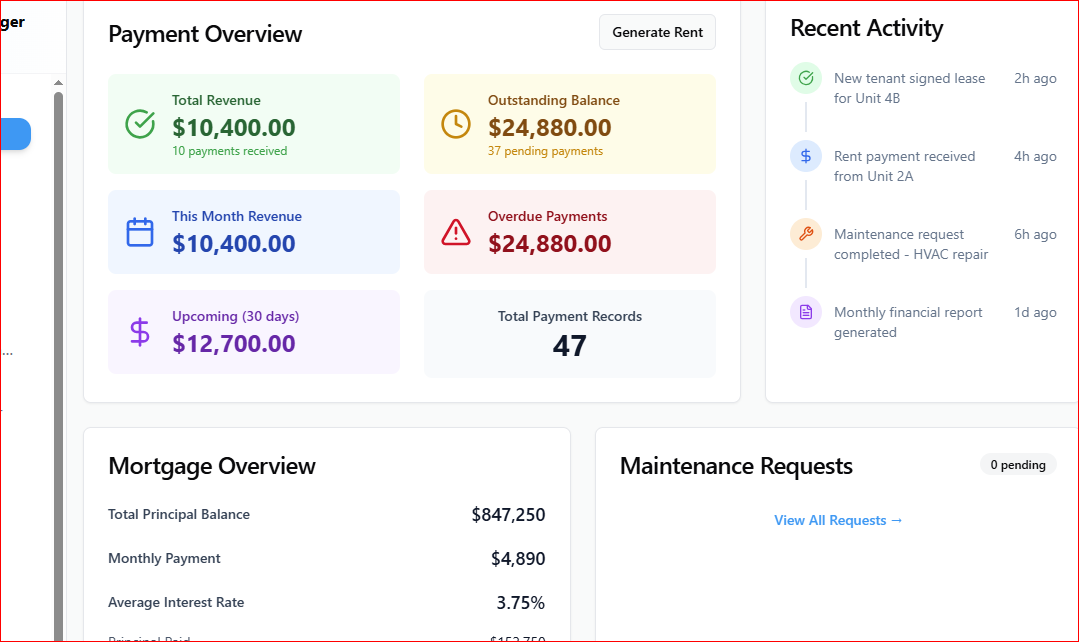 ger
...
Payment Overview
Generate Rent
Total Revenue
$10,400.00
10 payments received
Outstanding Balance
$24,880.00
37 pending payments
This Month Revenue
$10,400.00
Overdue Payments
$24,880.00
Upcoming (30 days)
$12,700.00
Total Payment Records
47
Recent Activity
New tenant signed lease
for Unit 4B
2h ago
Rent payment received
from Unit 2A
4h ago
Maintenance request
completed - HVAC repair
6h ago
Monthly financial report
generated
1d ago
Mortgage Overview
Total Principal Balance
$847,250
Monthly Payment
$4,890
Average Interest Rate
3.75%
Principal Paid
$152,750
Maintenance Requests
0 pending
View All Requests →